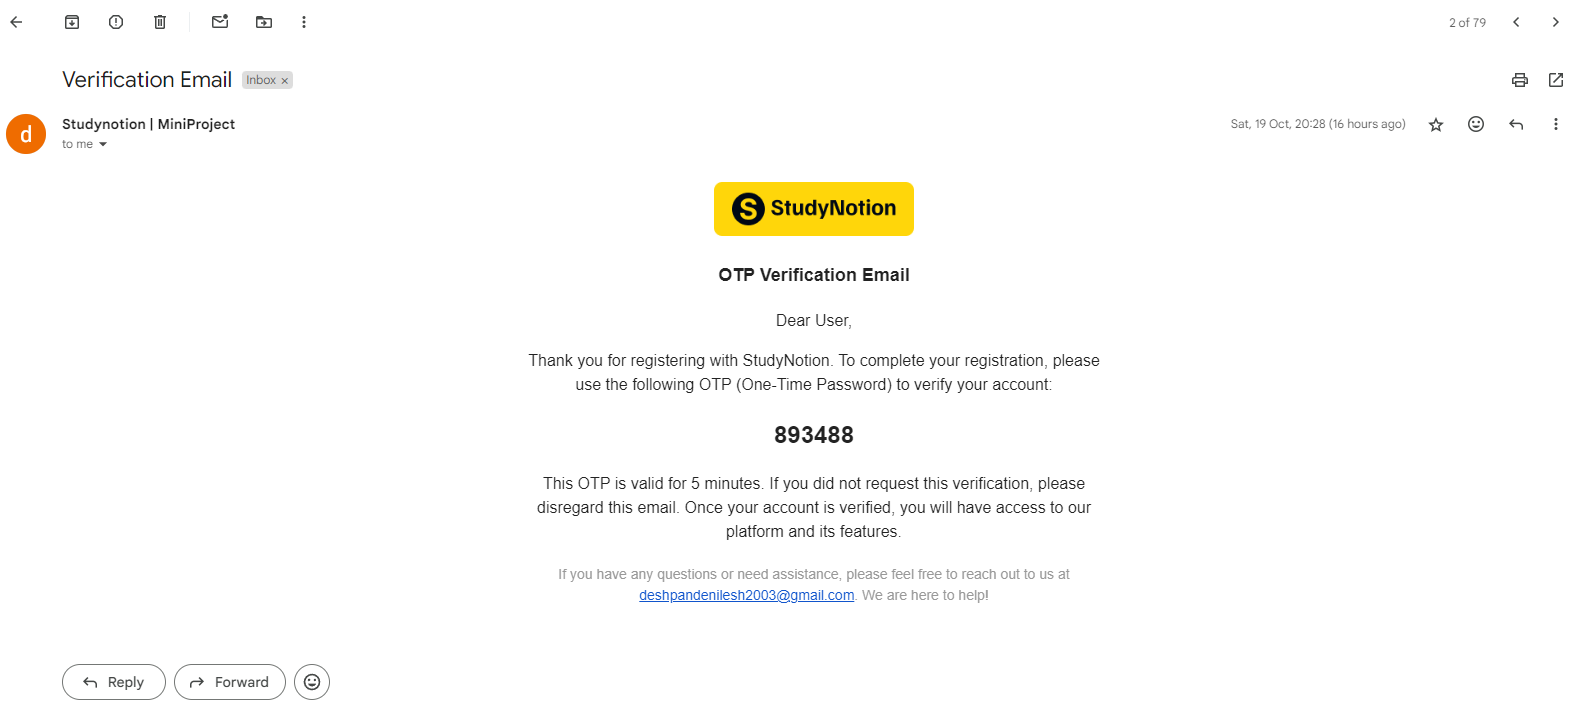 2 of 79
Verification Email Inbox ×
Studynotion | MiniProject
Sat, 19 Oct, 20:28 (16 hours ago)
d
to me
S StudyNotion
OTP Verification Email
Dear User,
Thank you for registering with StudyNotion. To complete your registration, please
use the following OTP (One-Time Password) to verify your account:
893488
This OTP is valid for 5 minutes. If you did not request this verification, please
disregard this email. Once your account is verified, you will have access to our
platform and its features.
If you have any questions or need assistance, please feel free to reach out to us at
deshpandenilesh2003@gmail.com. We are here to help!
Reply
Forward